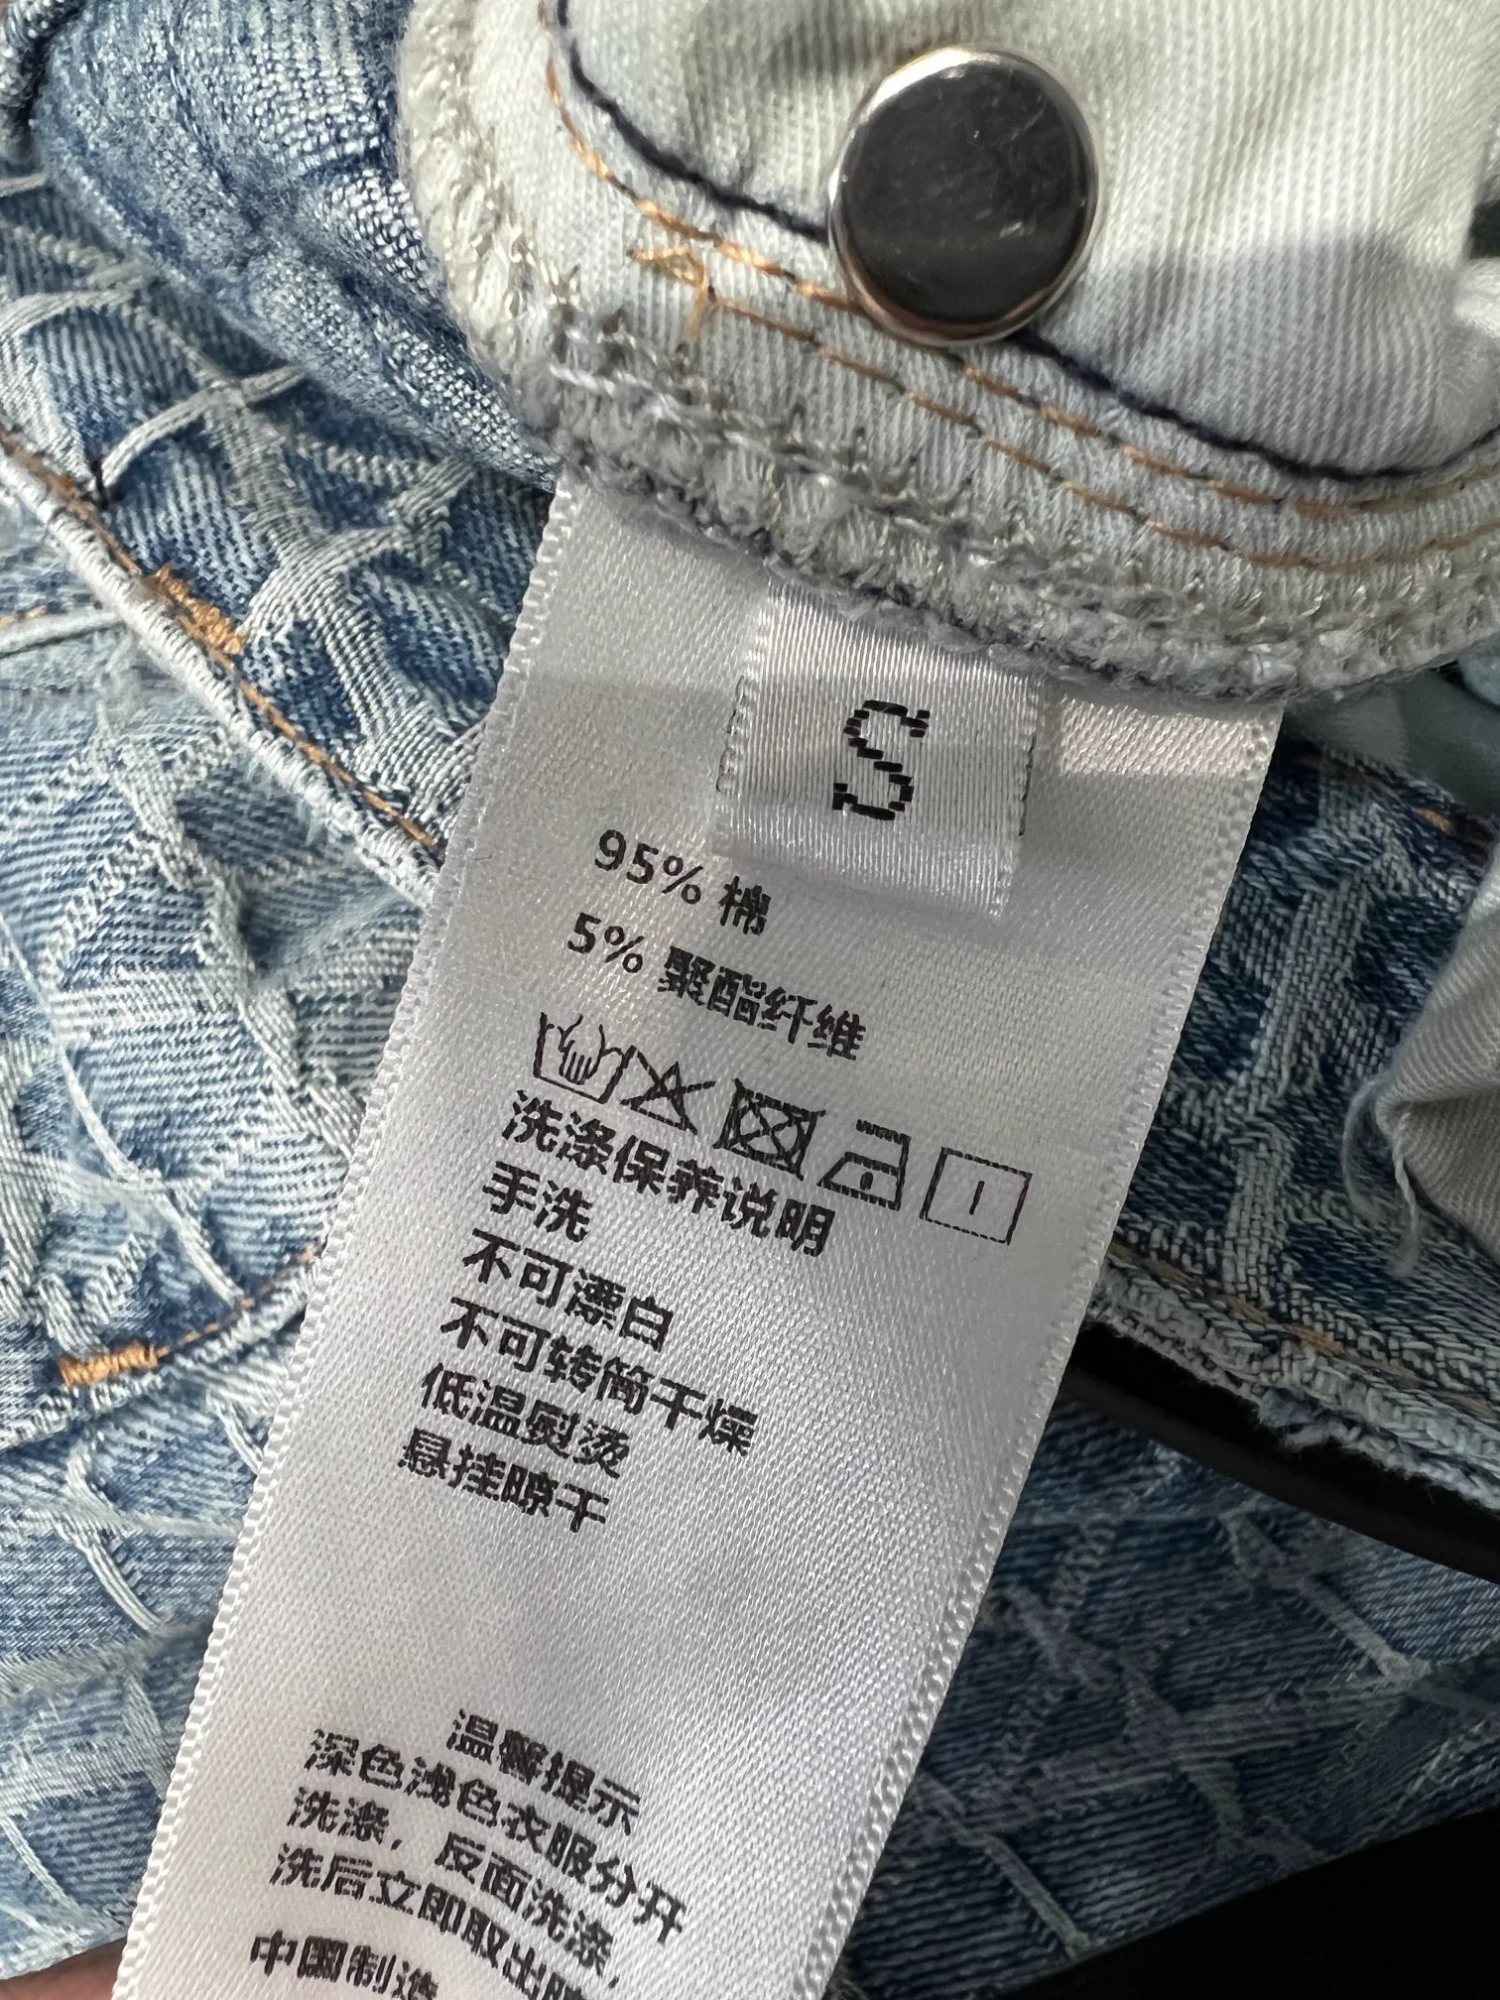 S
95% 棉
5% 聚酯纤维
洗涤保养说明
手洗
不可漂白
不可转筒干燥
低温熨烫
悬挂晾干
温馨提示
深色浅色衣服分开
洗涤，反面洗涤，
洗后立即取出晾
中国制造